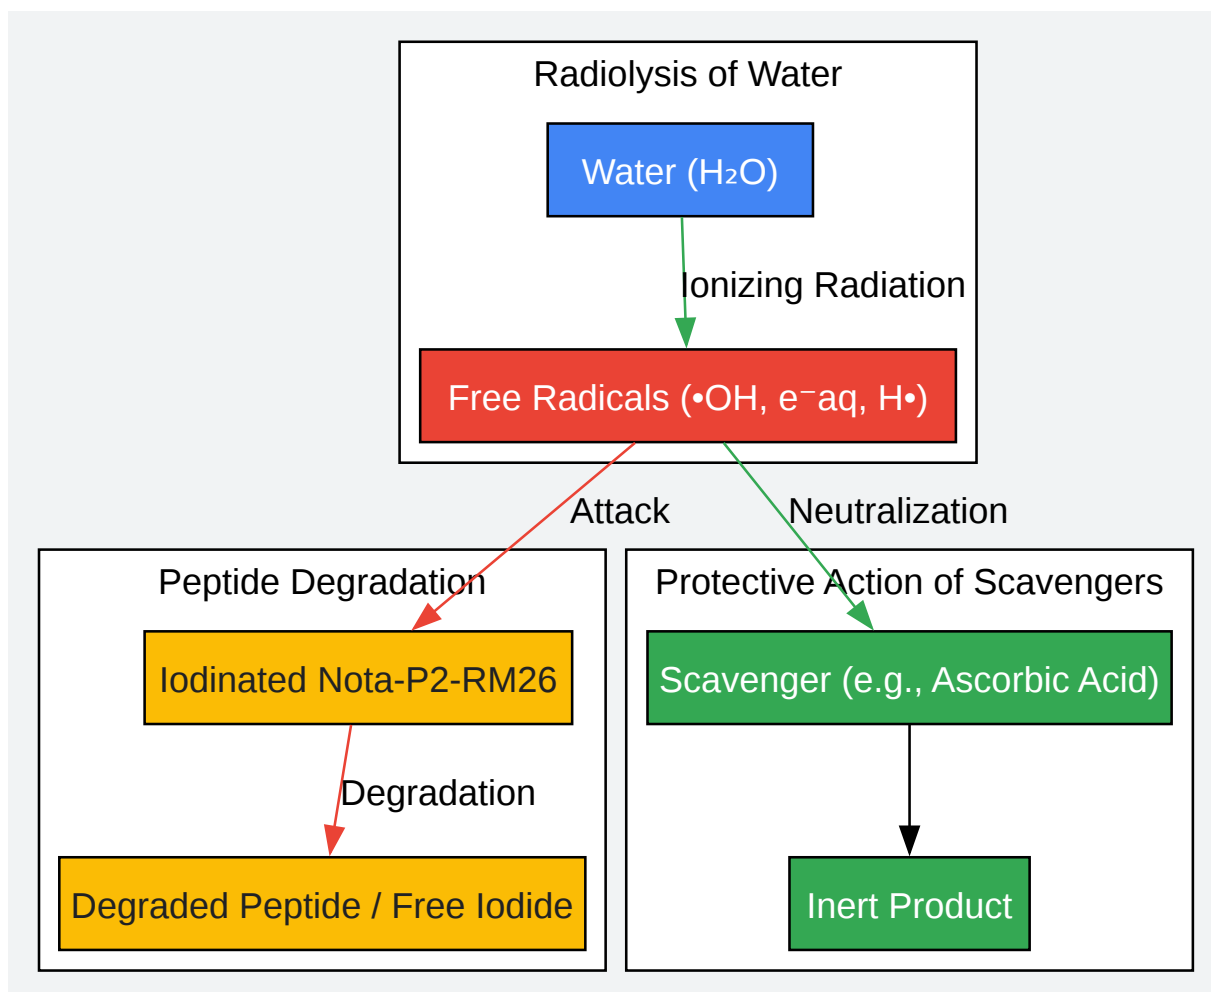 Radiolysis of Water
Water (H₂O)
Ionizing Radiation
Free Radicals (•OH, e⁻aq, H•)
Attack
Neutralization
Peptide Degradation
Iodinated Nota-P2-RM26
Degradation
Degraded Peptide / Free Iodide
Protective Action of Scavengers
Scavenger (e.g., Ascorbic Acid)
Inert Product